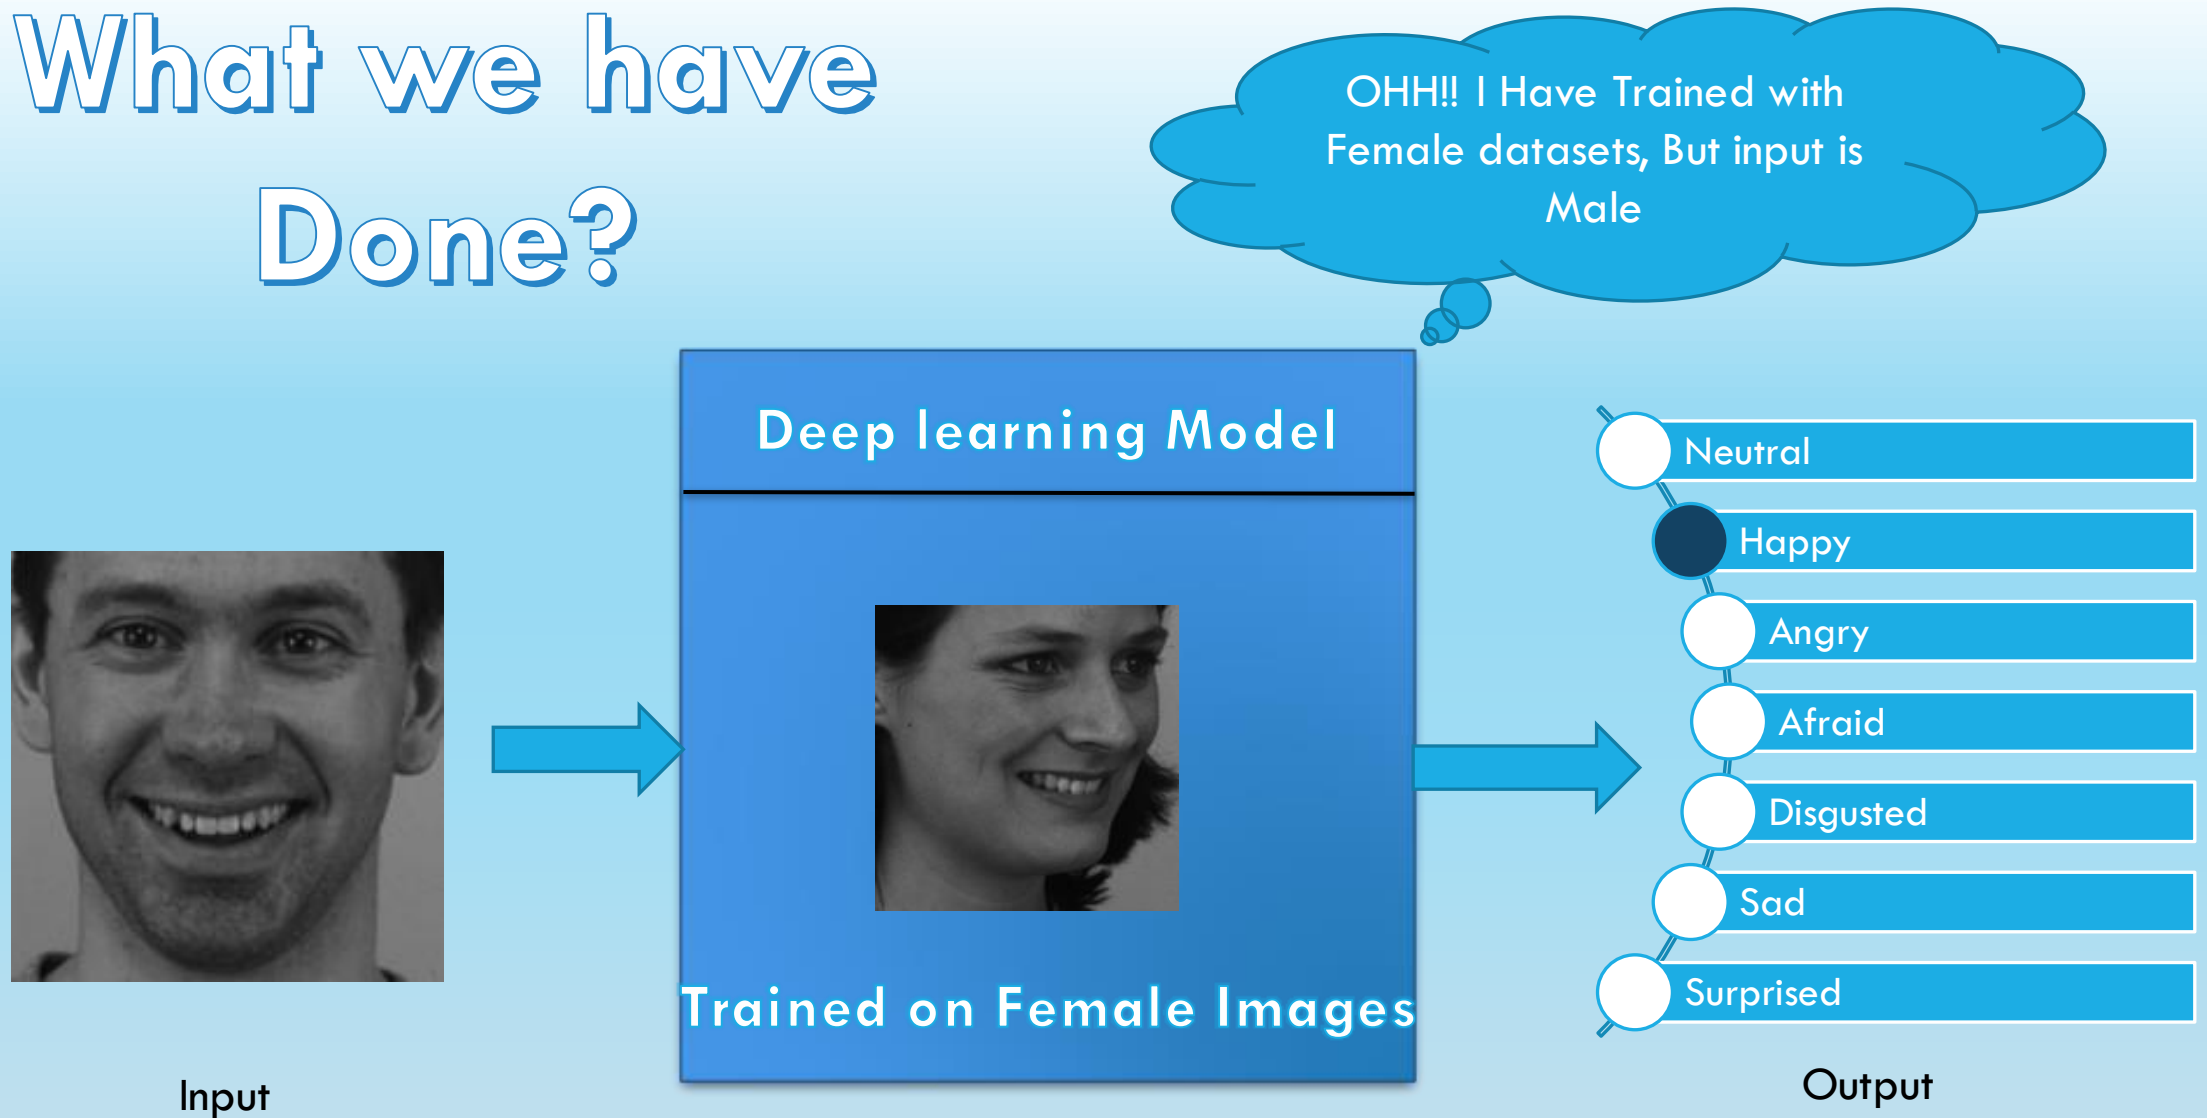 What we have
Done?
OHH!! I Have Trained with
Female datasets, But input is
Male
Deep learning Model
Trained on Female Images
Input
Neutral
Happy
Angry
Afraid
Disgusted
Sad
Surprised
Output